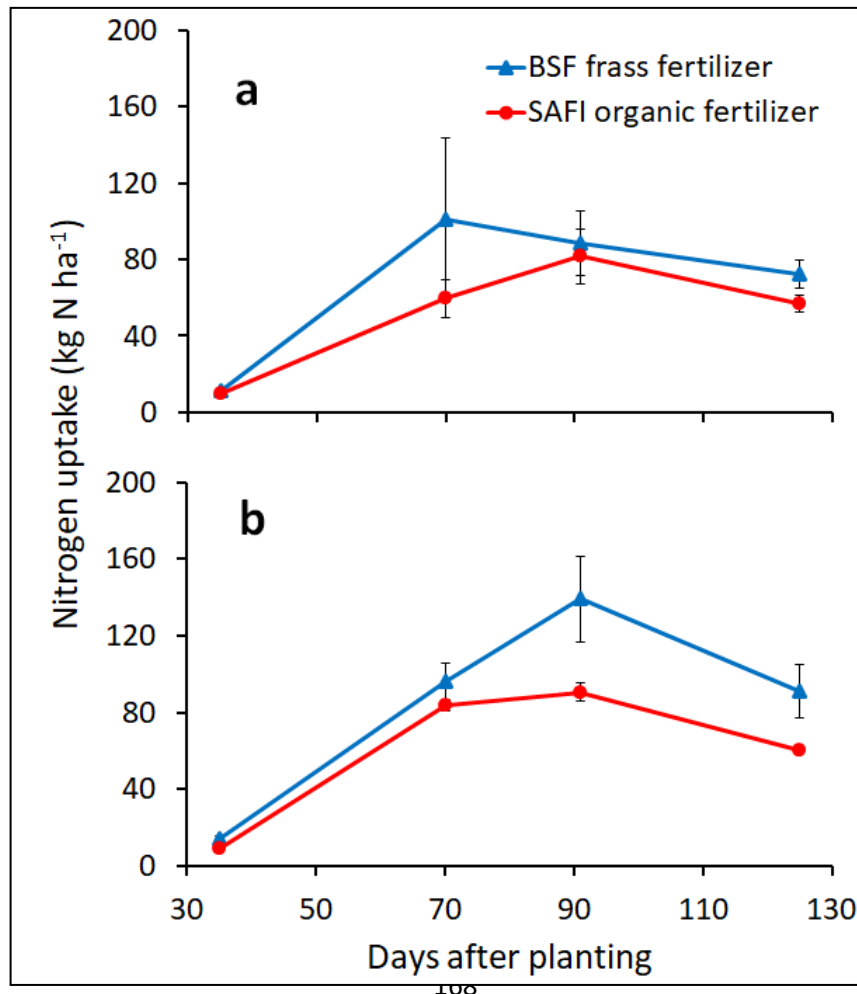 200
160
120
80
40
0
a
BSF frass fertilizer
SAFI organic fertilizer
Nitrogen uptake (kg N ha⁻¹)
200
160
120
80
40
0
b
30 50 70 90 110 130
Days after planting
168